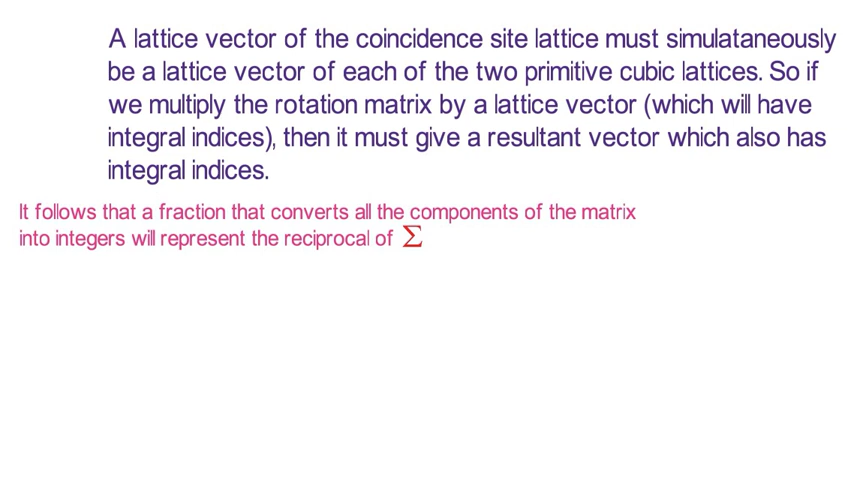 A lattice vector of the coincidence site lattice must simulataneously
be a lattice vector of each of the two primitive cubic lattices. So if
we multiply the rotation matrix by a lattice vector (which will have
integral indices), then it must give a resultant vector which also has
integral indices.
It follows that a fraction that converts all the components of the matrix
into integers will represent the reciprocal of Σ